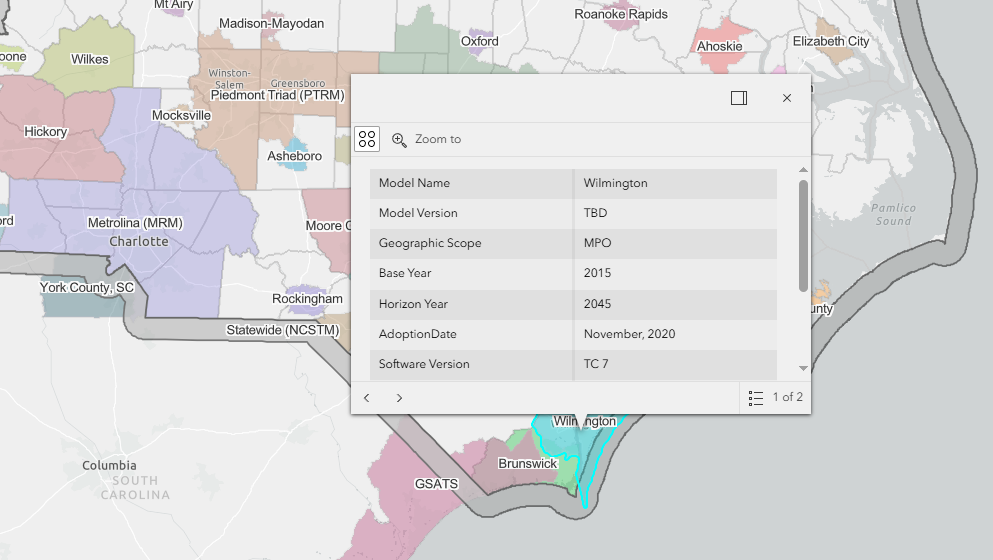 Mt Airy
Madison-Mayodan
Roanoke Rapids
Oxford
Ahoskie
Elizabeth City
Wilkes
Winston-
Salem
Greensboro
Piedmont Triad (PTRM)
Mocksville
Hickory
Asheboro
Zoom to
Model Name Wilmington
Model Version TBD
Geographic Scope MPO
Base Year 2015
Horizon Year 2045
AdoptionDate November, 2020
Software Version TC 7
1 of 2
Metrolina (MRM)
Charlotte
Moore C
Pamlico
Sound
York County, SC
Rockingham
unty
Statewide (NCSTM)
Wilmington
Brunswick
GSATS
Columbia
SOUTH
CAROLINA